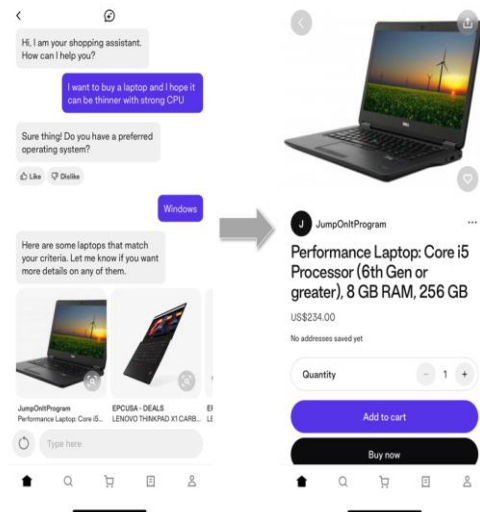 Hi, I am your shopping assistant.
How can I help you?
I want to buy a laptop and I hope it
can be thinner with strong CPU
Sure thing! Do you have a preferred
operating system?
Like
Dislike
Windows
Here are some laptops that match
your criteria. Let me know if you want
more details on any of them.
JumpOnItProgram
Performance Laptop: Core i5...
EPCUSA - DEALS
LENOVO THINKPAD X1 CARB...
Type here
J
JumpOnItProgram
Performance Laptop: Core i5
Processor (6th Gen or
greater), 8 GB RAM, 256 GB
US$234.00
No addresses saved yet
Quantity
- 1 +
Add to cart
Buy now